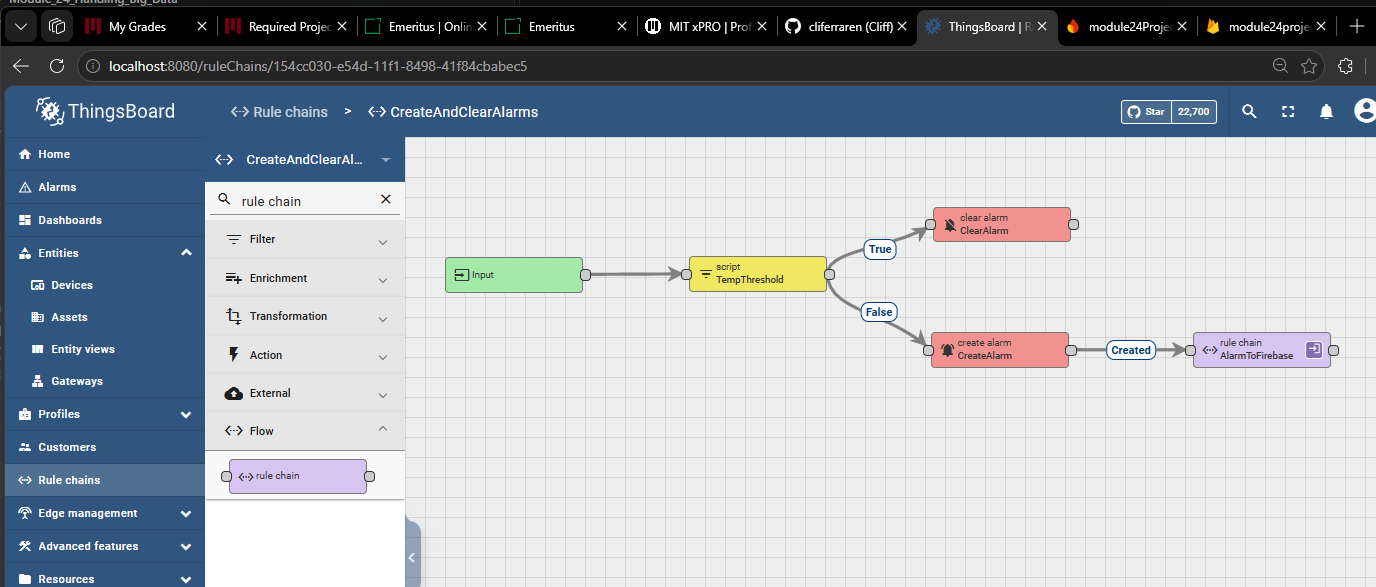 Module_24_Handling_Big_Data
My Grades
Required Projec
Emeritus | Onlin
Emeritus
MIT xPRO | Prof
cliferraren (Cliff)
ThingsBoard | R
module24Projec
module24proje
localhost:8080/ruleChains/154cc030-e54d-11f1-8498-41f84cbabec5
ThingsBoard
Rule chains > CreateAndClearAlarms
Star 22,700
Home
Alarms
Dashboards
Entities
Devices
Assets
Entity views
Gateways
Profiles
Customers
Rule chains
Edge management
Advanced features
Resources
CreateAndClearAl...
rule chain
Filter
Enrichment
Transformation
Action
External
Flow
rule chain
Input
script
TempThreshold
True
False
clear alarm
ClearAlarm
create alarm
CreateAlarm
Created
rule chain
AlarmToFirebase